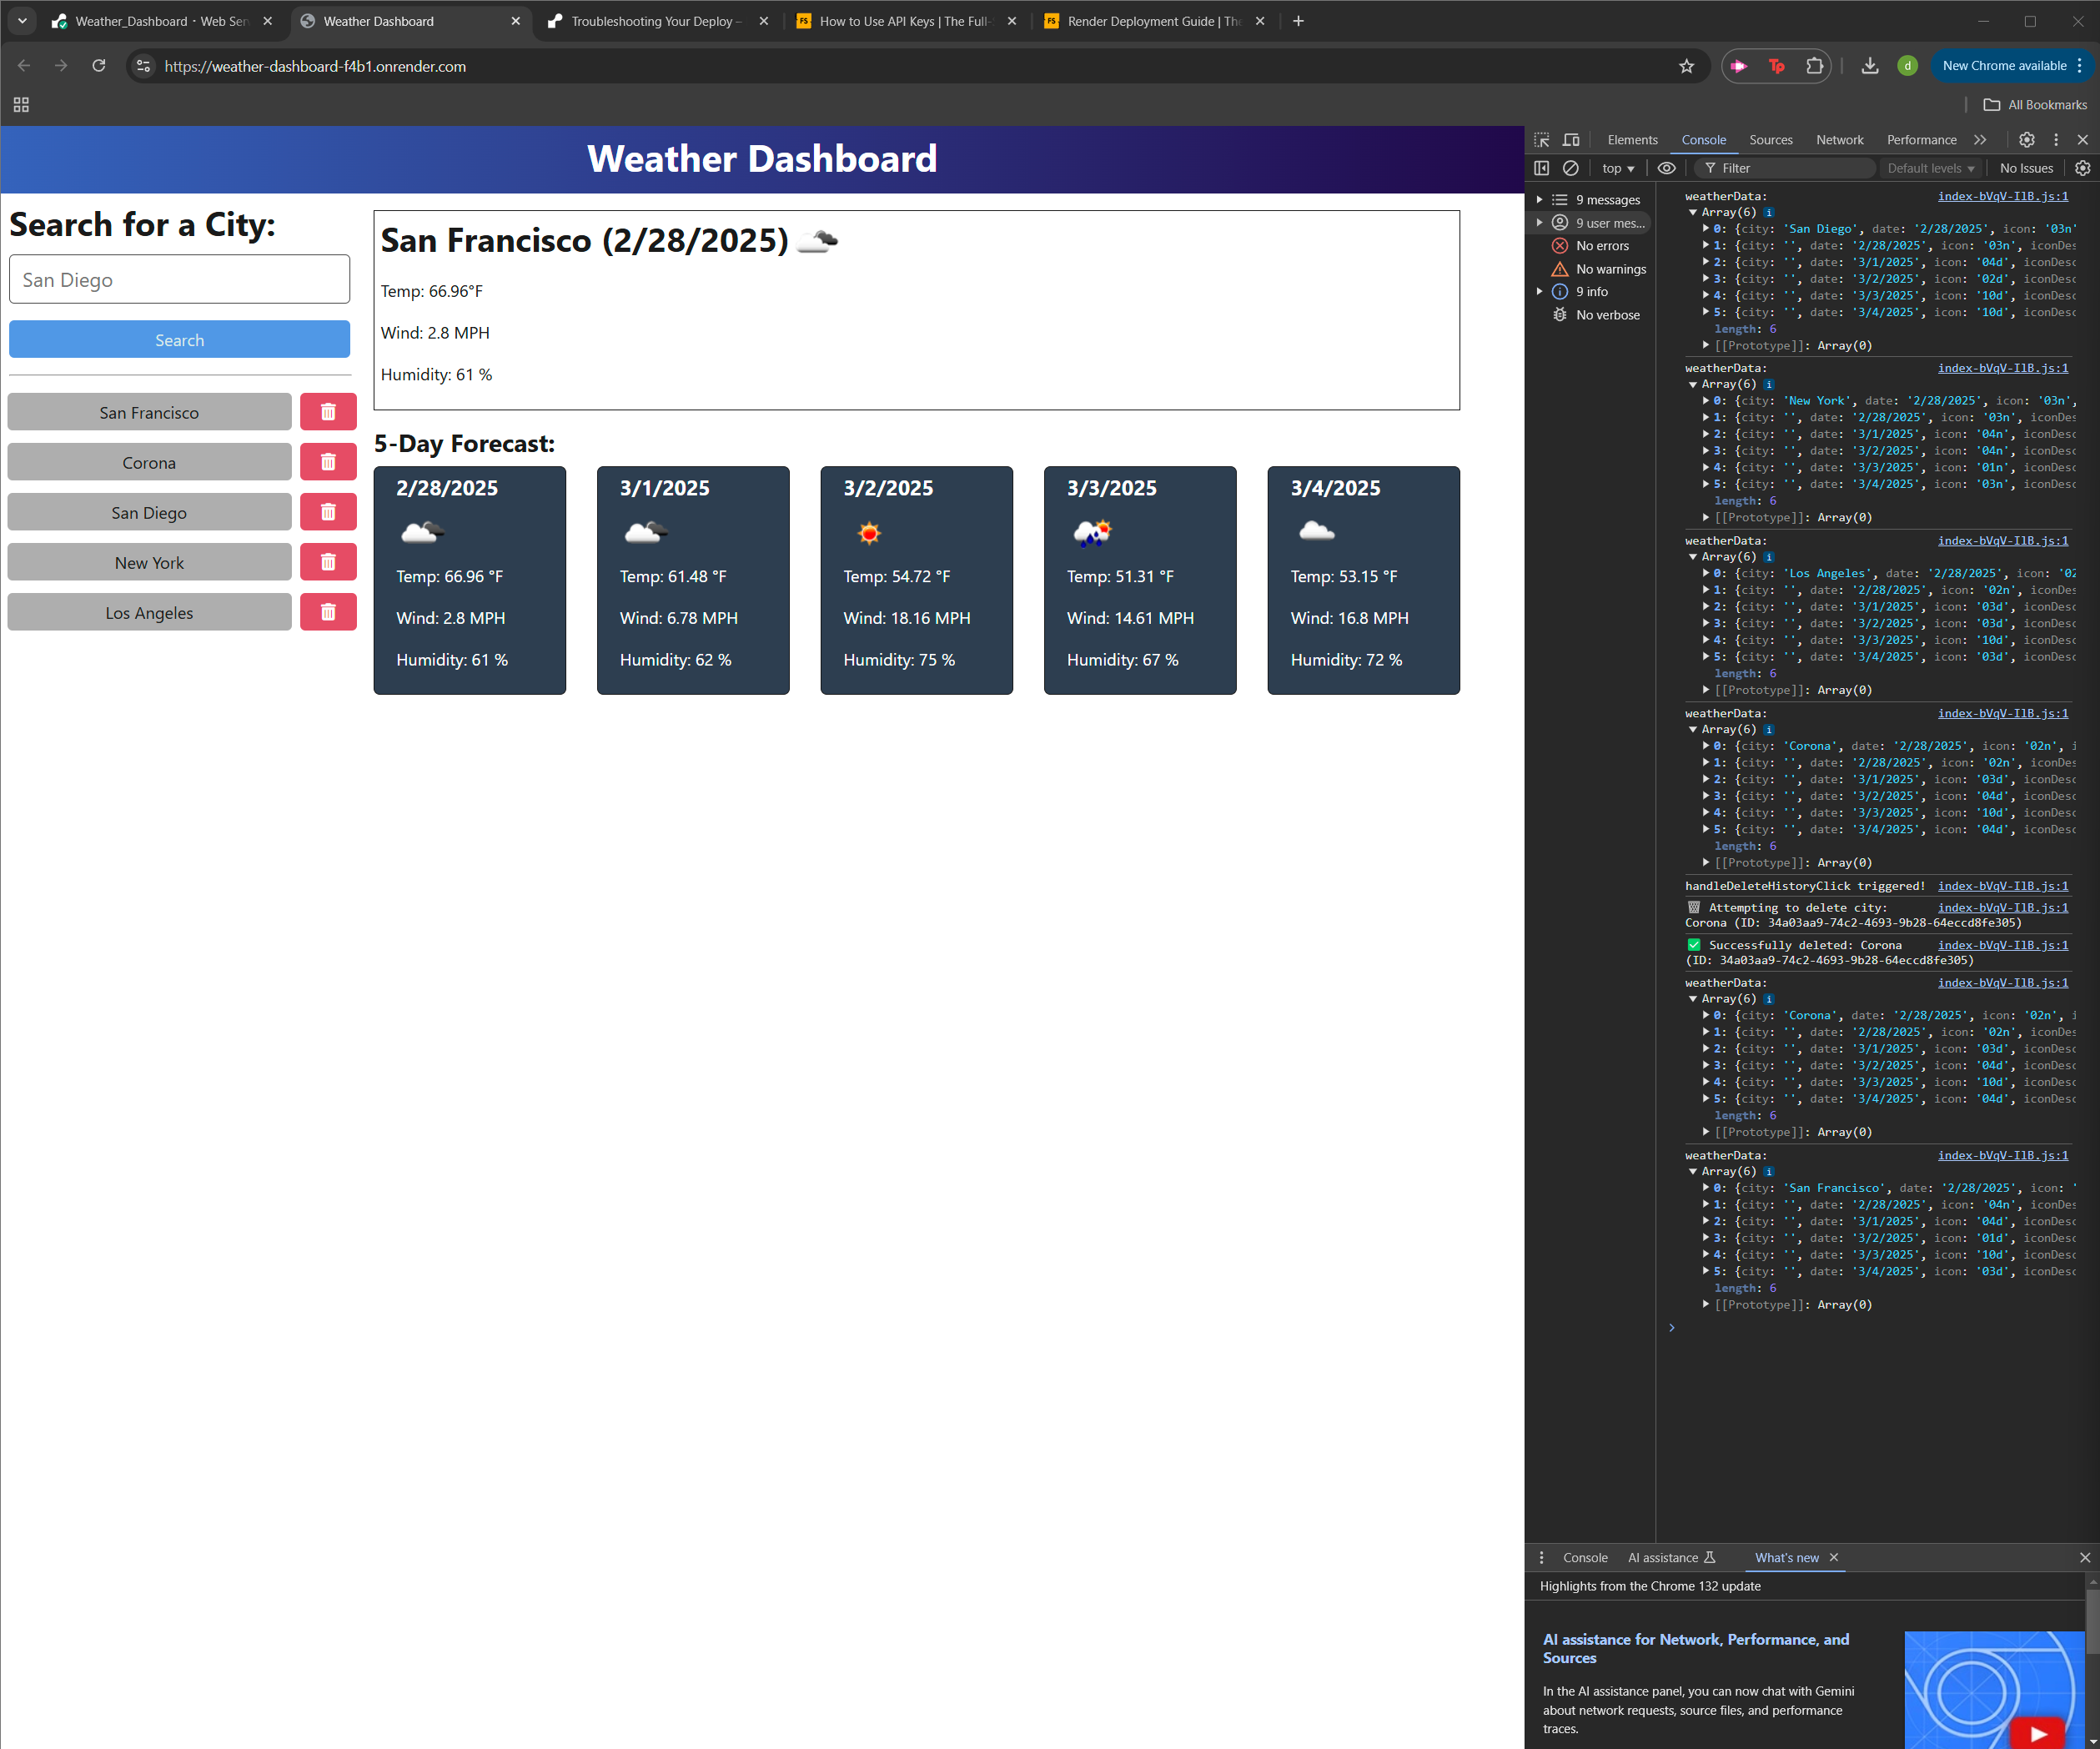 Weather_Dashboard · Web Ser
Weather Dashboard
Troubleshooting Your Deploy –
How to Use API Keys | The Full-
Render Deployment Guide | The
https://weather-dashboard-f4b1.onrender.com
Tp
d
New Chrome available
All Bookmarks
Weather Dashboard
Search for a City:
San Diego
Search
San Francisco
Corona
San Diego
New York
Los Angeles
San Francisco (2/28/2025)
Temp: 66.96°F
Wind: 2.8 MPH
Humidity: 61 %
5-Day Forecast:
2/28/2025
Temp: 66.96 °F
Wind: 2.8 MPH
Humidity: 61 %
3/1/2025
Temp: 61.48 °F
Wind: 6.78 MPH
Humidity: 62 %
3/2/2025
Temp: 54.72 °F
Wind: 18.16 MPH
Humidity: 75 %
3/3/2025
Temp: 51.31 °F
Wind: 14.61 MPH
Humidity: 67 %
3/4/2025
Temp: 53.15 °F
Wind: 16.8 MPH
Humidity: 72 %
Elements Console Sources Network Performance
top Filter Default levels No Issues
9 messages
9 user mes...
No errors
No warnings
9 info
No verbose
weatherData: index-bVqV-IlB.js:1
Array(6)
0: {city: 'San Diego', date: '2/28/2025', icon: '03n'
1: {city: '', date: '2/28/2025', icon: '03n', iconDesc
2: {city: '', date: '3/1/2025', icon: '04d', iconDesc
3: {city: '', date: '3/2/2025', icon: '02d', iconDesc
4: {city: '', date: '3/3/2025', icon: '10d', iconDesc
5: {city: '', date: '3/4/2025', icon: '10d', iconDesc
length: 6
[[Prototype]]: Array(0)
weatherData: index-bVqV-IlB.js:1
Array(6)
0: {city: 'New York', date: '2/28/2025', icon: '03n',
1: {city: '', date: '2/28/2025', icon: '03n', iconDesc
2: {city: '', date: '3/1/2025', icon: '04n', iconDesc
3: {city: '', date: '3/2/2025', icon: '04n', iconDesc
4: {city: '', date: '3/3/2025', icon: '01n', iconDesc
5: {city: '', date: '3/4/2025', icon: '03n', iconDesc
length: 6
[[Prototype]]: Array(0)
weatherData: index-bVqV-IlB.js:1
Array(6)
0: {city: 'Los Angeles', date: '2/28/2025', icon: '02
1: {city: '', date: '2/28/2025', icon: '02n', iconDesc
2: {city: '', date: '3/1/2025', icon: '03d', iconDesc
3: {city: '', date: '3/2/2025', icon: '03d', iconDesc
4: {city: '', date: '3/3/2025', icon: '10d', iconDesc
5: {city: '', date: '3/4/2025', icon: '03d', iconDesc
length: 6
[[Prototype]]: Array(0)
weatherData: index-bVqV-IlB.js:1
Array(6)
0: {city: 'Corona', date: '2/28/2025', icon: '02n', i
1: {city: '', date: '2/28/2025', icon: '02n', iconDesc
2: {city: '', date: '3/1/2025', icon: '03d', iconDesc
3: {city: '', date: '3/2/2025', icon: '04d', iconDesc
4: {city: '', date: '3/3/2025', icon: '10d', iconDesc
5: {city: '', date: '3/4/2025', icon: '04d', iconDesc
length: 6
[[Prototype]]: Array(0)
handleDeleteHistoryClick triggered! index-bVqV-IlB.js:1
Attempting to delete city: index-bVqV-IlB.js:1
Corona (ID: 34a03aa9-74c2-4693-9b28-64eccd8fe305)
Successfully deleted: Corona index-bVqV-IlB.js:1
(ID: 34a03aa9-74c2-4693-9b28-64eccd8fe305)
weatherData: index-bVqV-IlB.js:1
Array(6)
0: {city: 'Corona', date: '2/28/2025', icon: '02n', i
1: {city: '', date: '2/28/2025', icon: '02n', iconDesc
2: {city: '', date: '3/1/2025', icon: '03d', iconDesc
3: {city: '', date: '3/2/2025', icon: '04d', iconDesc
4: {city: '', date: '3/3/2025', icon: '10d', iconDesc
5: {city: '', date: '3/4/2025', icon: '04d', iconDesc
length: 6
[[Prototype]]: Array(0)
weatherData: index-bVqV-IlB.js:1
Array(6)
0: {city: 'San Francisco', date: '2/28/2025', icon: '
1: {city: '', date: '2/28/2025', icon: '04n', iconDesc
2: {city: '', date: '3/1/2025', icon: '04d', iconDesc
3: {city: '', date: '3/2/2025', icon: '01d', iconDesc
4: {city: '', date: '3/3/2025', icon: '10d', iconDesc
5: {city: '', date: '3/4/2025', icon: '03d', iconDesc
length: 6
[[Prototype]]: Array(0)
Console AI assistance What's new
Highlights from the Chrome 132 update
AI assistance for Network, Performance, and
Sources
In the AI assistance panel, you can now chat with Gemini
about network requests, source files, and performance
traces.